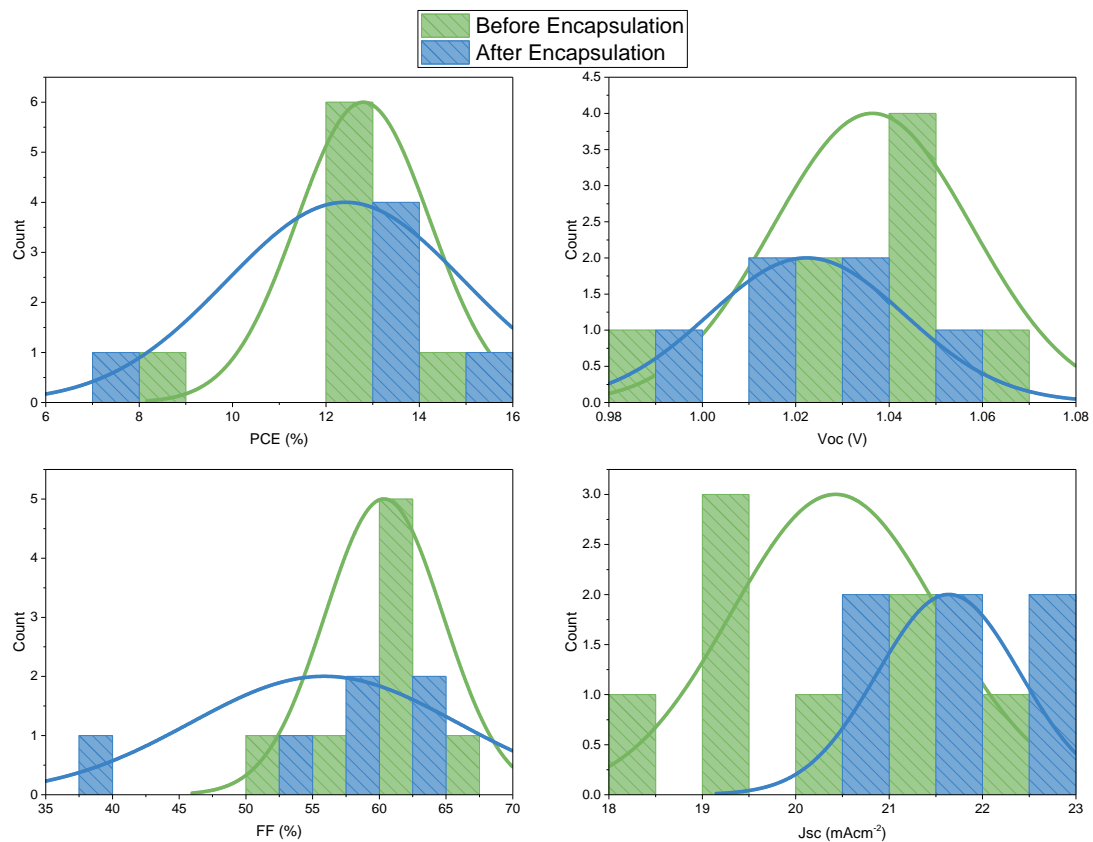 Before Encapsulation
After Encapsulation
6
5
4
3
2
1
0
Count
6 8 10 12 14 16
PCE (%)
4.5
4.0
3.5
3.0
2.5
2.0
1.5
1.0
0.5
0.0
Count
0.98 1.00 1.02 1.04 1.06 1.08
Voc (V)
5
4
3
2
1
0
Count
35 40 45 50 55 60 65 70
FF (%)
3.0
2.5
2.0
1.5
1.0
0.5
0.0
Count
18 19 20 21 22 23
Jsc (mAcm⁻²)